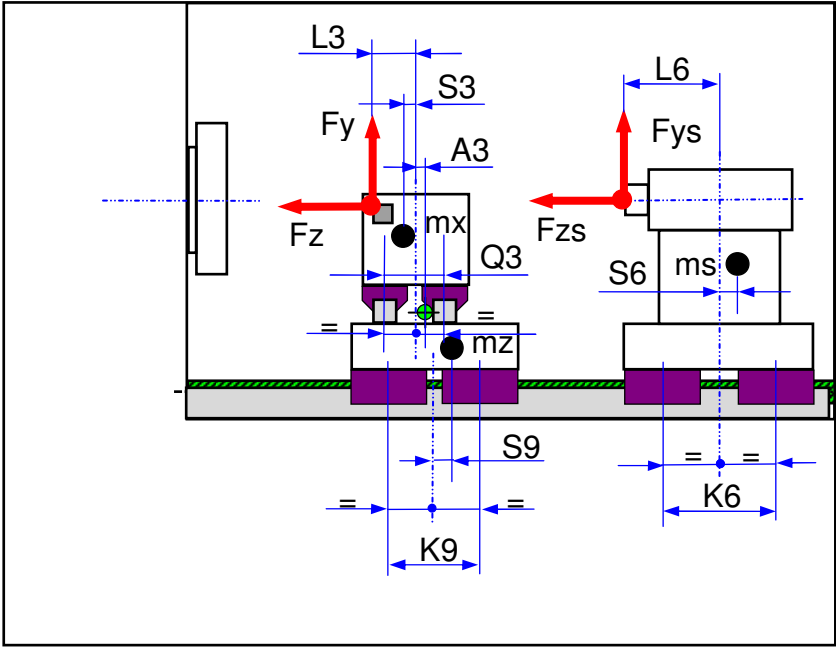 L3
L6
S3
Fy
Fys
A3
mx
Fz
Fzs
Q3
ms
S6
=
=
mz
S9
=
=
K6
=
=
K9